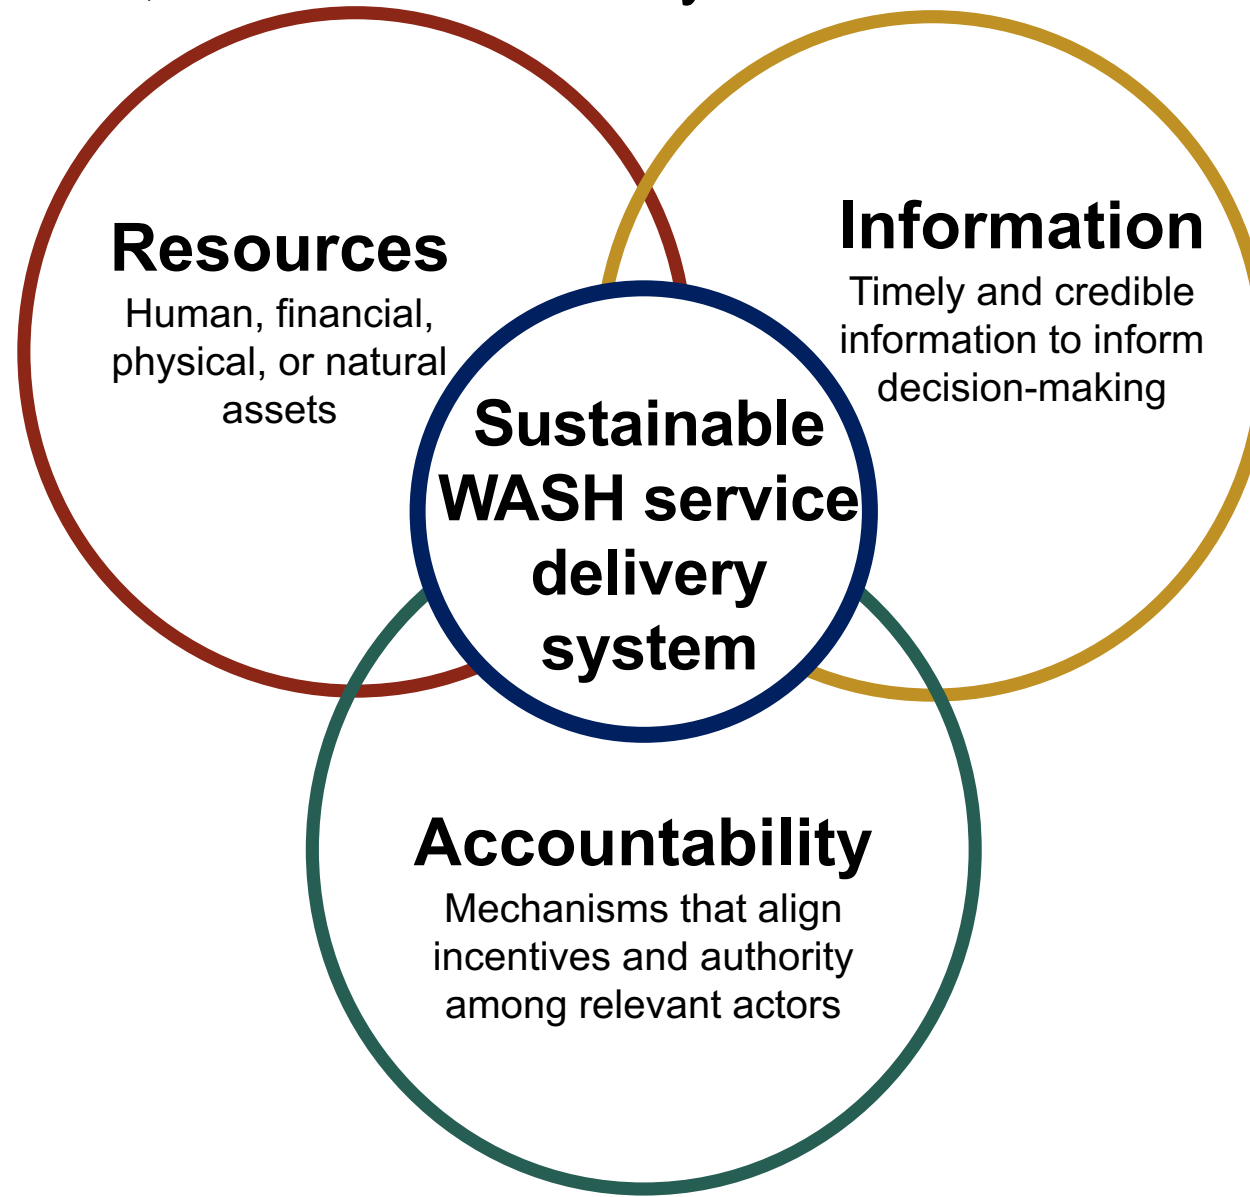 Resources
Human, financial,
physical, or natural
assets
Information
Timely and credible
information to inform
decision-making
Sustainable
WASH service
delivery
system
Accountability
Mechanisms that align
incentives and authority
among relevant actors